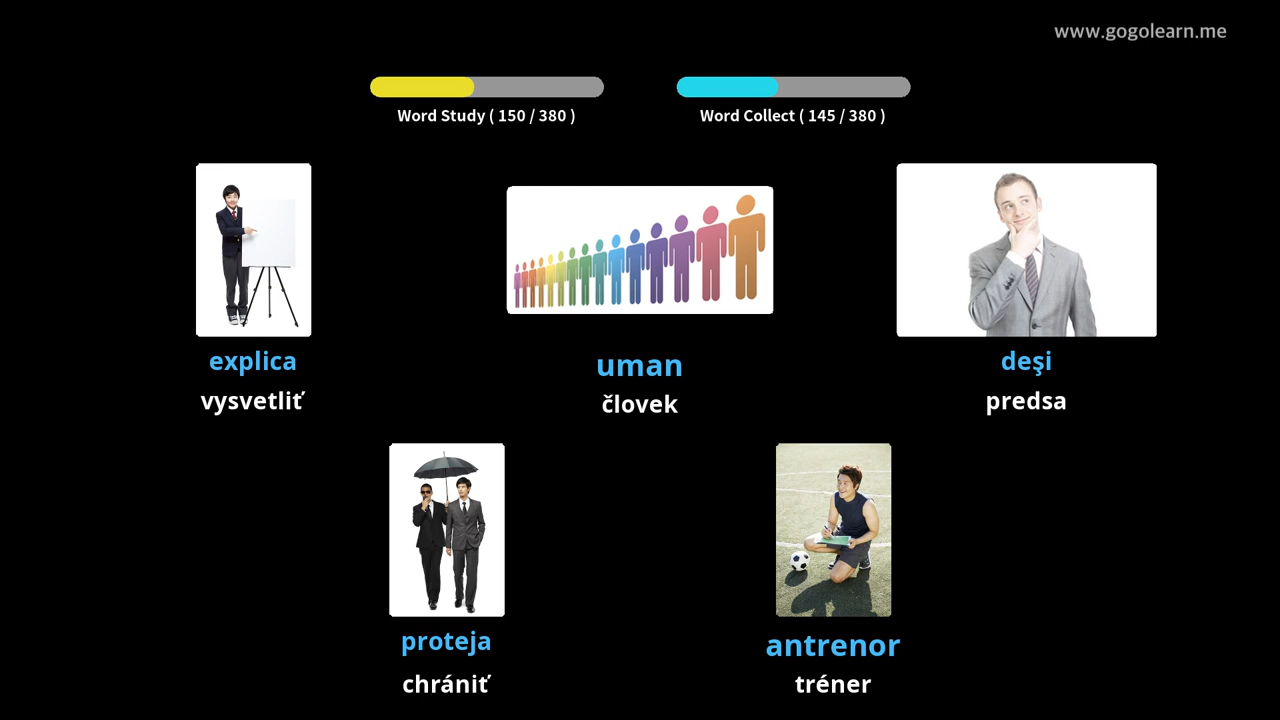 www.gogolearn.me
Word Study ( 150 / 380 )
Word Collect ( 145 / 380 )
explica
vysvetliť
uman
človek
deşi
predsa
proteja
chrániť
antrenor
tréner